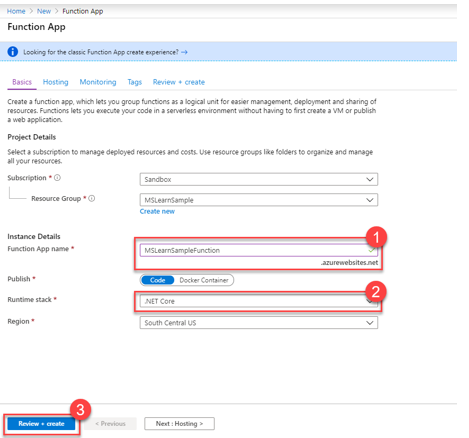 Home > New > Function App
Function App
Looking for the classic Function App create experience? →
Basics Hosting Monitoring Tags Review + create
Create a function app, which lets you group functions as a logical unit for easier management, deployment and sharing of
resources. Functions lets you execute your code in a serverless environment without having to first create a VM or publish
a web application.
Project Details
Select a subscription to manage deployed resources and costs. Use resource groups like folders to organize and manage
all your resources.
Subscription * Sandbox
Resource Group * MSLearnSample
Create new
1
Instance Details
Function App name * MSLearnSampleFunction
.azurewebsites.net
Publish * Code Docker Container
2
Runtime stack * .NET Core
Region * South Central US
3
Review + create < Previous Next : Hosting >